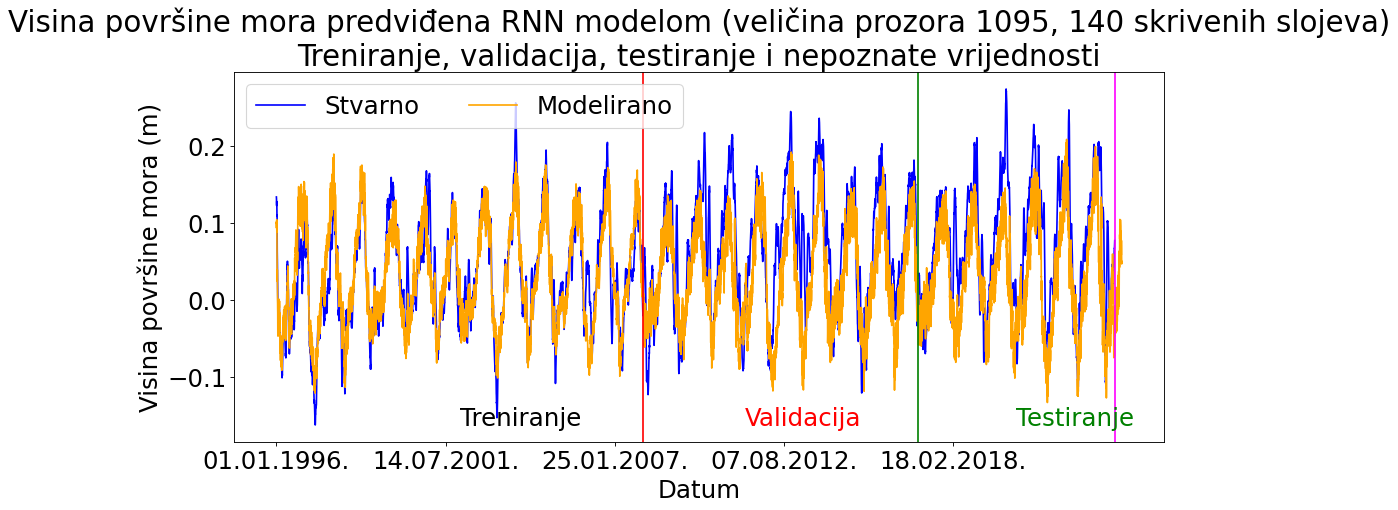 Visina površine mora predviđena RNN modelom (veličina prozora 1095, 140 skrivenih slojeva)
Treniranje, validacija, testiranje i nepoznate vrijednosti
Stvarno Modelirano
Visina površine mora (m)
0.2
0.1
0.0
−0.1
Treniranje Validacija Testiranje
01.01.1996. 14.07.2001. 25.01.2007. 07.08.2012. 18.02.2018.
Datum